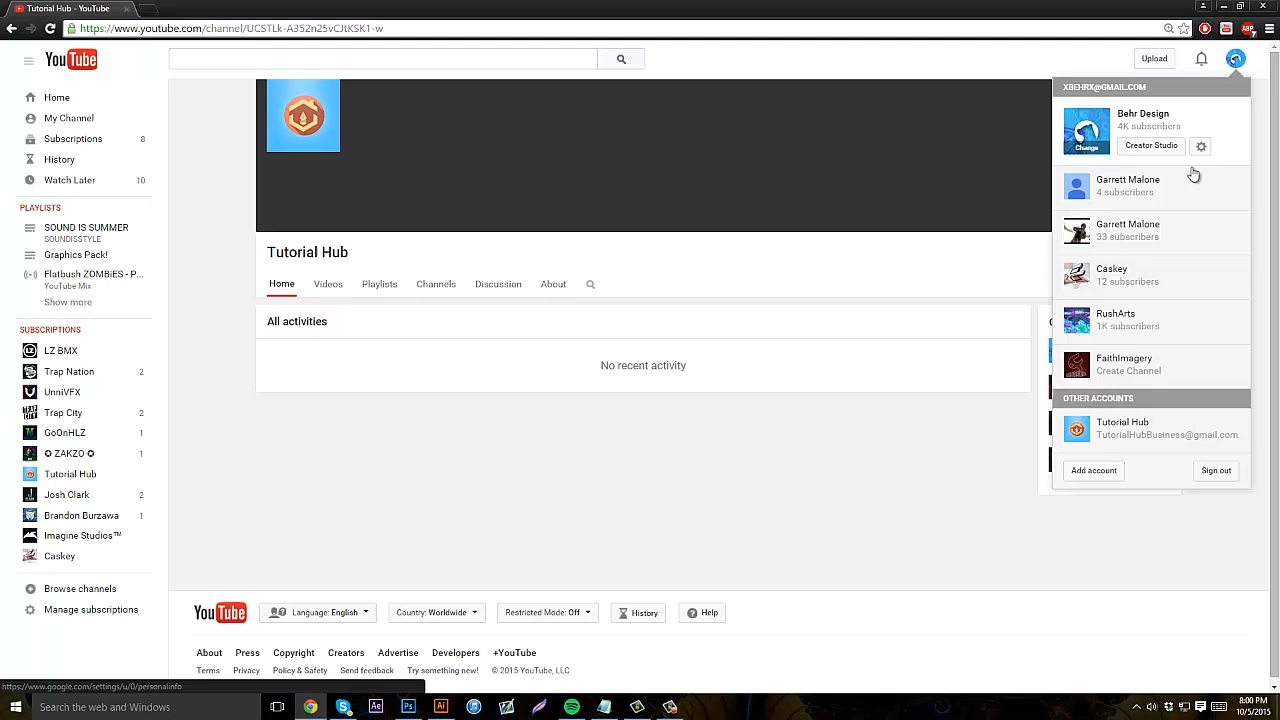 Tutorial Hub - YouTube
https://www.youtube.com/channel/UCSTLk-A352n25vCJtKSK1-w
YouTube
Upload
Home
My Channel
Subscriptions 8
History
Watch Later 10
PLAYLISTS
SOUND IS SUMMER
SOUNDISSTYLE
Graphics Pack!
Flatbush ZOMBiES - P...
YouTube Mix
Show more
SUBSCRIPTIONS
LZ BMX
Trap Nation 2
UnniVFX
Trap City 2
GoOnHLZ 1
✪ ZAKZO ✪ 1
Tutorial Hub
Josh Clark 2
Brandon Burzawa 1
Imagine Studios™
Caskey
Browse channels
Manage subscriptions
Tutorial Hub
Home Videos Playlists Channels Discussion About
All activities
No recent activity
XBEHRX@GMAIL.COM
Behr Design
4K subscribers
Change
Creator Studio
Garrett Malone
4 subscribers
Garrett Malone
33 subscribers
Caskey
12 subscribers
RushArts
1K subscribers
FaithImagery
Create Channel
OTHER ACCOUNTS
Tutorial Hub
TutorialHubBusiness@gmail.com
Add account Sign out
YouTube Language: English Country: Worldwide Restricted Mode: Off History Help
About Press Copyright Creators Advertise Developers +YouTube
Terms Privacy Policy & Safety Send feedback Try something new! © 2015 YouTube, LLC
https://www.google.com/settings/u/0/personalinfo
Search the web and Windows
8:00 PM
10/5/2015